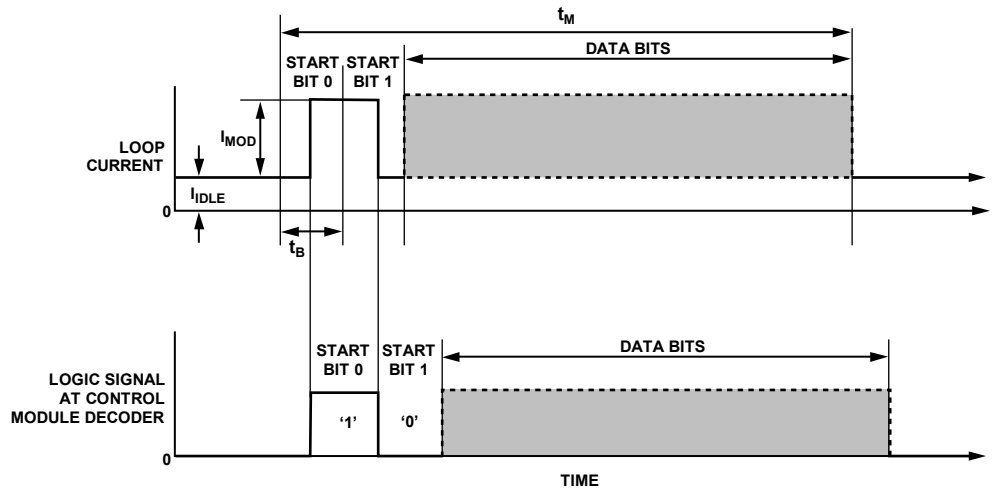 tM
DATA BITS
START
BIT 0
START
BIT 1
IMOD
LOOP
CURRENT
IIDLE
0
tB
START
BIT 0
START
BIT 1
DATA BITS
LOGIC SIGNAL
AT CONTROL
MODULE DECODER
‘1’
‘0’
0
TIME